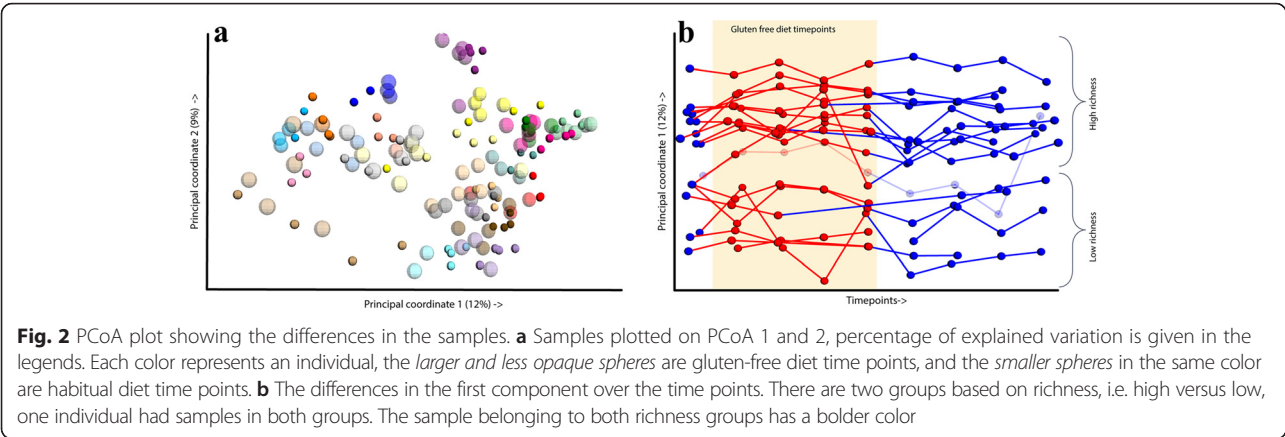 a
Principal coordinate 2 (9%) ->
Principal coordinate 1 (12%) ->
b
Gluten free diet timepoints
Principal coordinate 1 (12%) ->
Timepoints->
High richness
Low richness
Fig. 2 PCoA plot showing the differences in the samples. a Samples plotted on PCoA 1 and 2, percentage of explained variation is given in the
legends. Each color represents an individual, the larger and less opaque spheres are gluten-free diet time points, and the smaller spheres in the same color
are habitual diet time points. b The differences in the first component over the time points. There are two groups based on richness, i.e. high versus low,
one individual had samples in both groups. The sample belonging to both richness groups has a bolder color